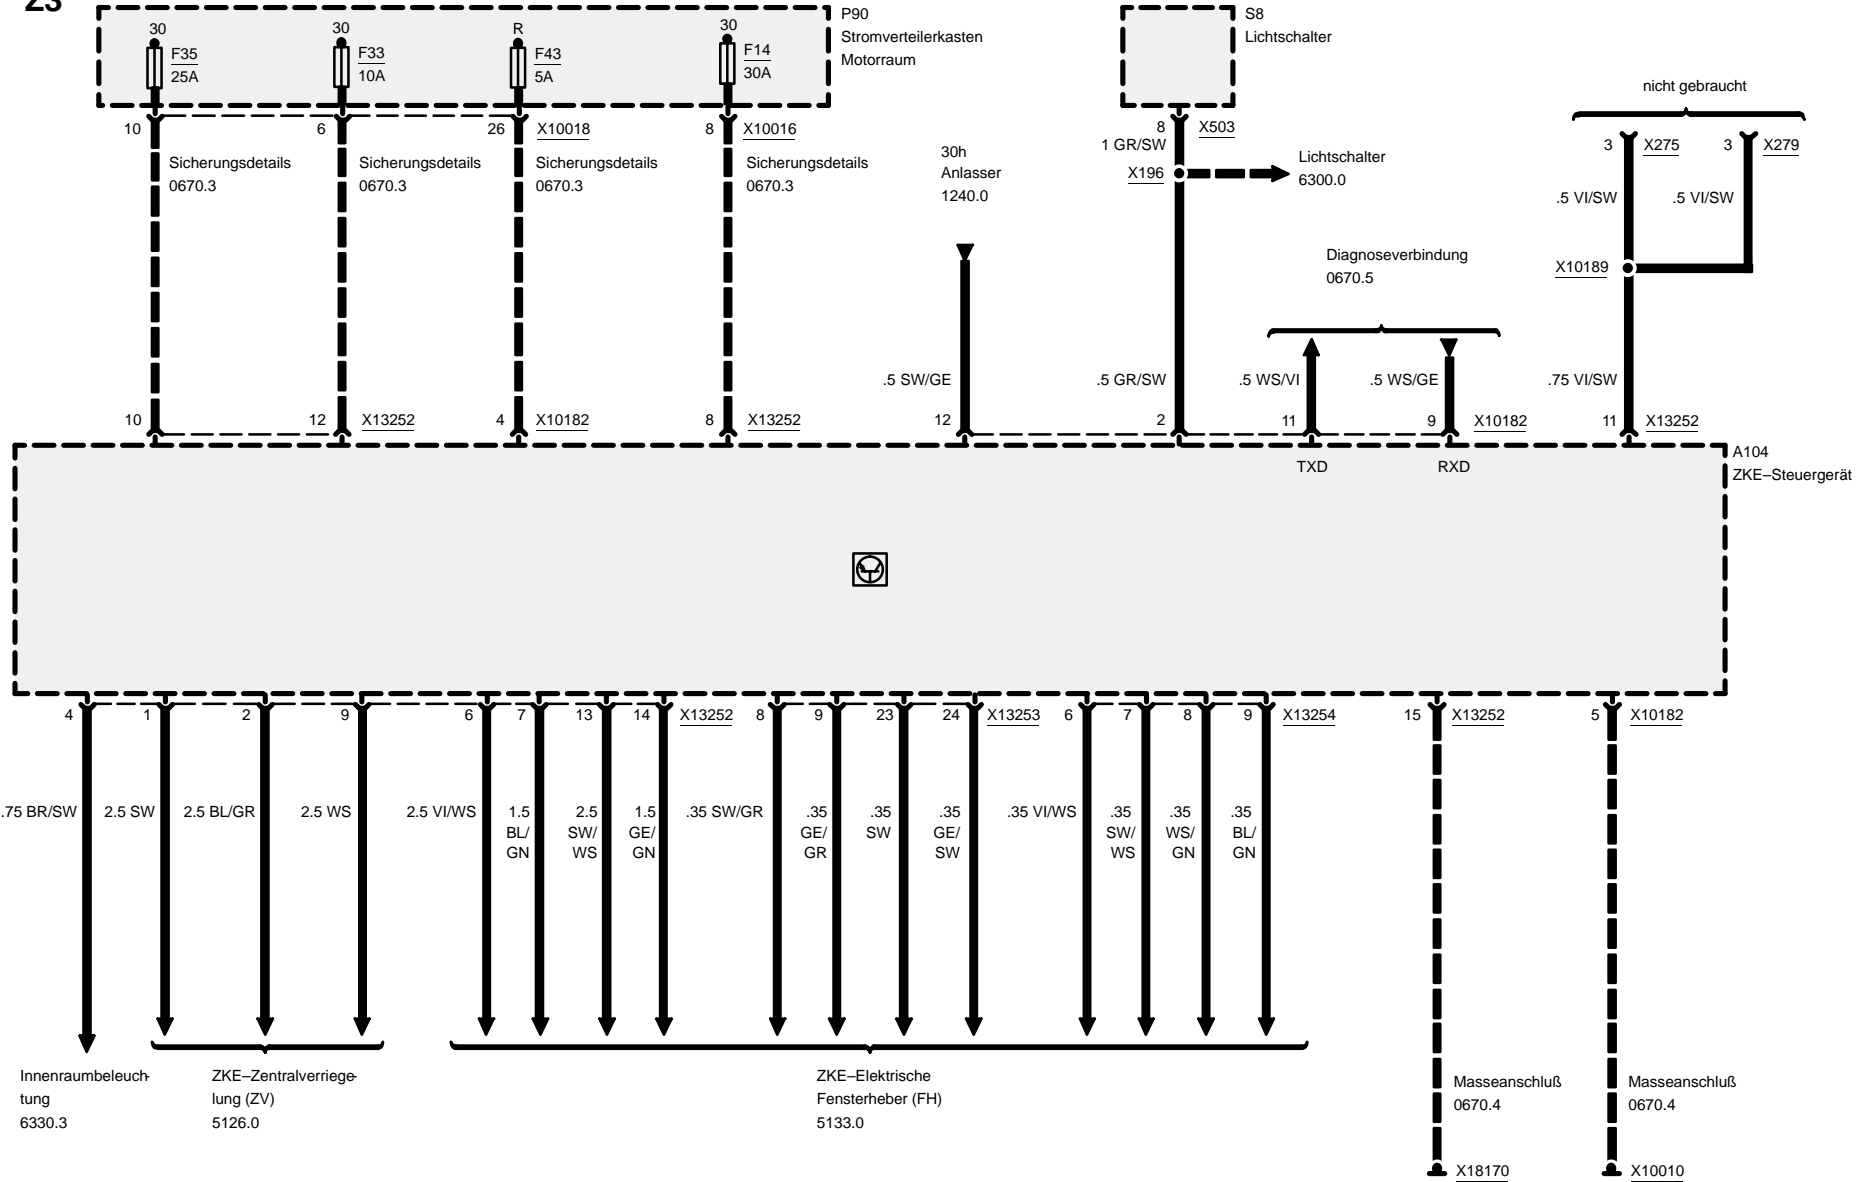 Z3
P90
Stromverteilerkasten
Motorraum
30
F35
25A
30
F33
10A
R
F43
5A
30
F14
30A
S8
Lichtschalter
nicht gebraucht
10
6
26
X10018
8
X10016
Sicherungsdetails
0670.3
Sicherungsdetails
0670.3
Sicherungsdetails
0670.3
Sicherungsdetails
0670.3
30h
Anlasser
1240.0
8
X503
1 GR/SW
X196
Lichtschalter
6300.0
3
X275
3
X279
.5 VI/SW
.5 VI/SW
Diagnoseverbindung
0670.5
X10189
.5 SW/GE
.5 GR/SW
.5 WS/VI
.5 WS/GE
.75 VI/SW
10
12
X13252
4
X10182
8
X13252
12
2
11
9
X10182
11
X13252
TXD
RXD
A104
ZKE–Steuergerät
4
1
2
9
6
7
13
14
X13252
8
9
23
24
X13253
6
7
8
9
X13254
15
X13252
5
X10182
.75 BR/SW
2.5 SW
2.5 BL/GR
2.5 WS
2.5 VI/WS
1.5
BL/
GN
2.5
SW/
WS
1.5
GE/
GN
.35 SW/GR
.35
GE/
GR
.35
SW
.35
GE/
SW
.35 VI/WS
.35
SW/
WS
.35
WS/
GN
.35
BL/
GN
Innenraumbeleuch-
tung
6330.3
ZKE–Zentralverriege-
lung (ZV)
5126.0
ZKE–Elektrische
Fensterheber (FH)
5133.0
Masseanschluß
0670.4
Masseanschluß
0670.4
X18170
X10010